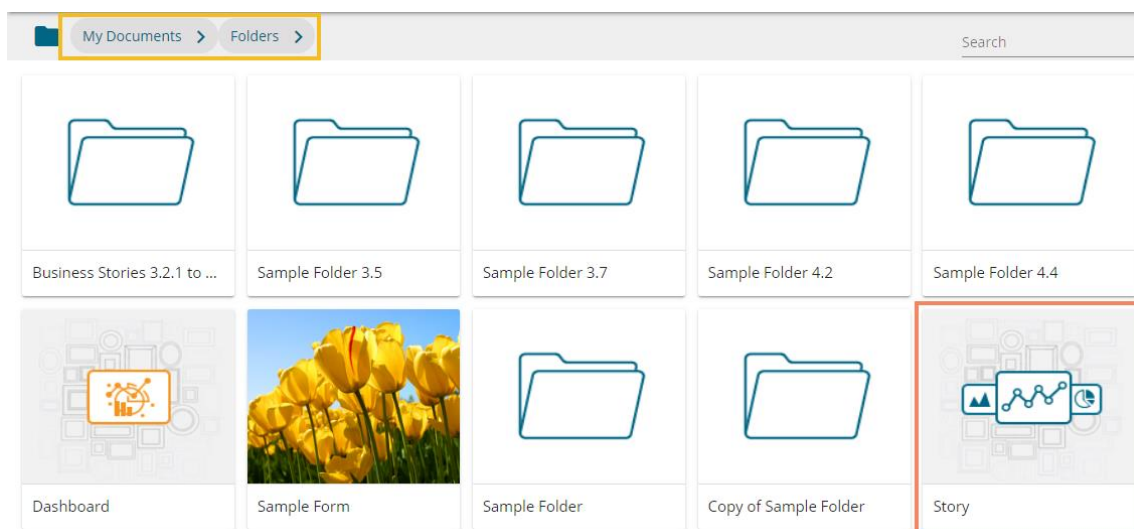 My Documents > Folders >
Search
Business Stories 3.2.1 to ...
Sample Folder 3.5
Sample Folder 3.7
Sample Folder 4.2
Sample Folder 4.4
Dashboard
Sample Form
Sample Folder
Copy of Sample Folder
Story